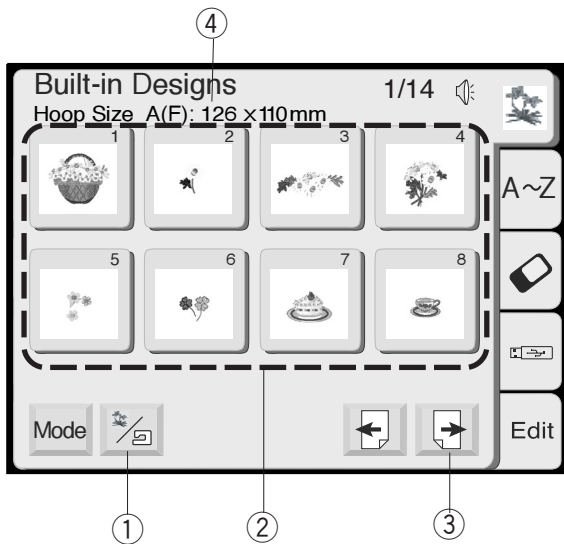 ④
Built-in Designs 1/14
Hoop Size A(F): 126 ×110mm
1 2 3 4
A~Z
5 6 7 8
Mode Edit
① ② ③